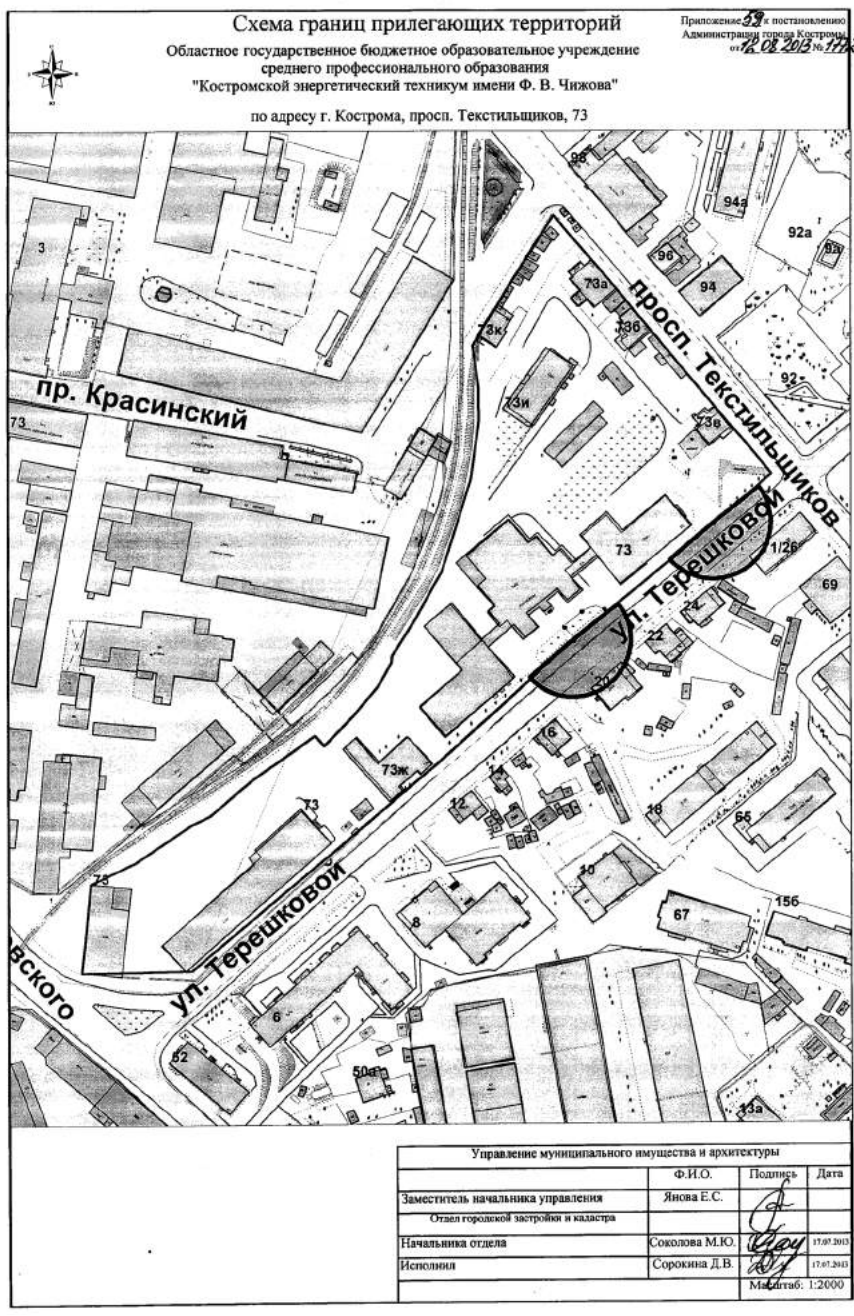 Схема границ прилегающих территорий
Областное государственное бюджетное образовательное учреждение
среднего профессионального образования
"Костромской энергетический техникум имени Ф. В. Чижова"
по адресу г. Кострома, просп. Текстильщиков, 73
Приложение 59 к постановлению
Администрации города Костромы
от 12.08.2013 №
98
94а
92а
3
96
94
73а
73б
73к
просп. Текстильщиков
92
73и
пр. Красинский
73
73в
73
1/26
ул. Терешковой
69
24
22
20
16
73ж
14
12
18
65
73
10
73
8
67
15б
ул. Терешковой
вского
6
52
50а
13а
Управление муниципального имущества и архитектуры
Ф.И.О. Подпись Дата
Заместитель начальника управления Янова Е.С.
Отдел городской застройки и кадастра
Начальника отдела Соколова М.Ю. 17.07.2013
Исполнил Сорокина Д.В. 17.07.2013
Масштаб: 1:2000